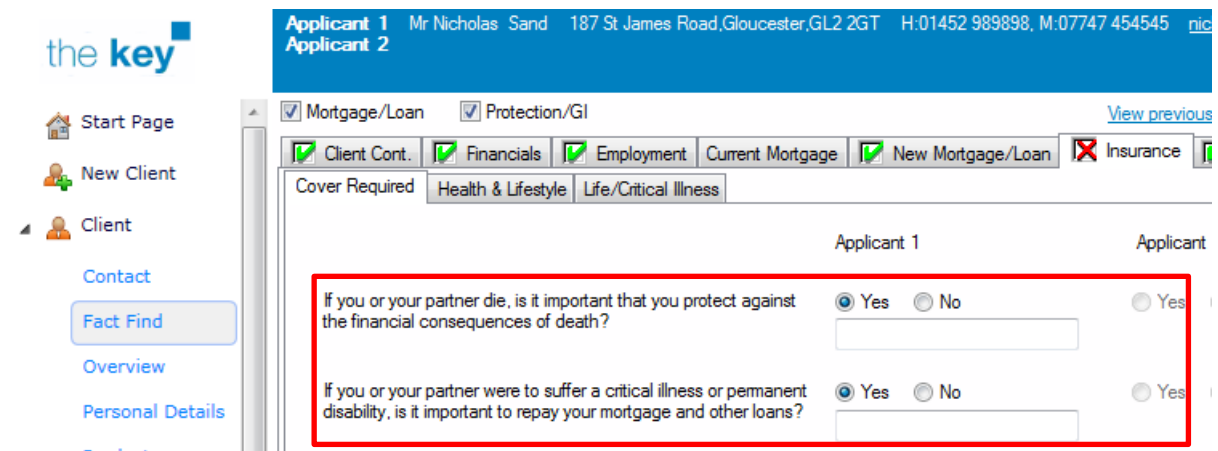 the key
Applicant 1 Mr Nicholas Sand 187 St James Road,Gloucester,GL2 2GT H:01452 989898, M:07747 454545 nic
Applicant 2
Start Page
New Client
Client
Contact
Fact Find
Overview
Personal Details
Mortgage/Loan Protection/GI View previous
Client Cont. Financials Employment Current Mortgage New Mortgage/Loan Insurance
Cover Required Health & Lifestyle Life/Critical Illness
Applicant 1 Applicant
If you or your partner die, is it important that you protect against
the financial consequences of death?
Yes No Yes
If you or your partner were to suffer a critical illness or permanent
disability, is it important to repay your mortgage and other loans?
Yes No Yes